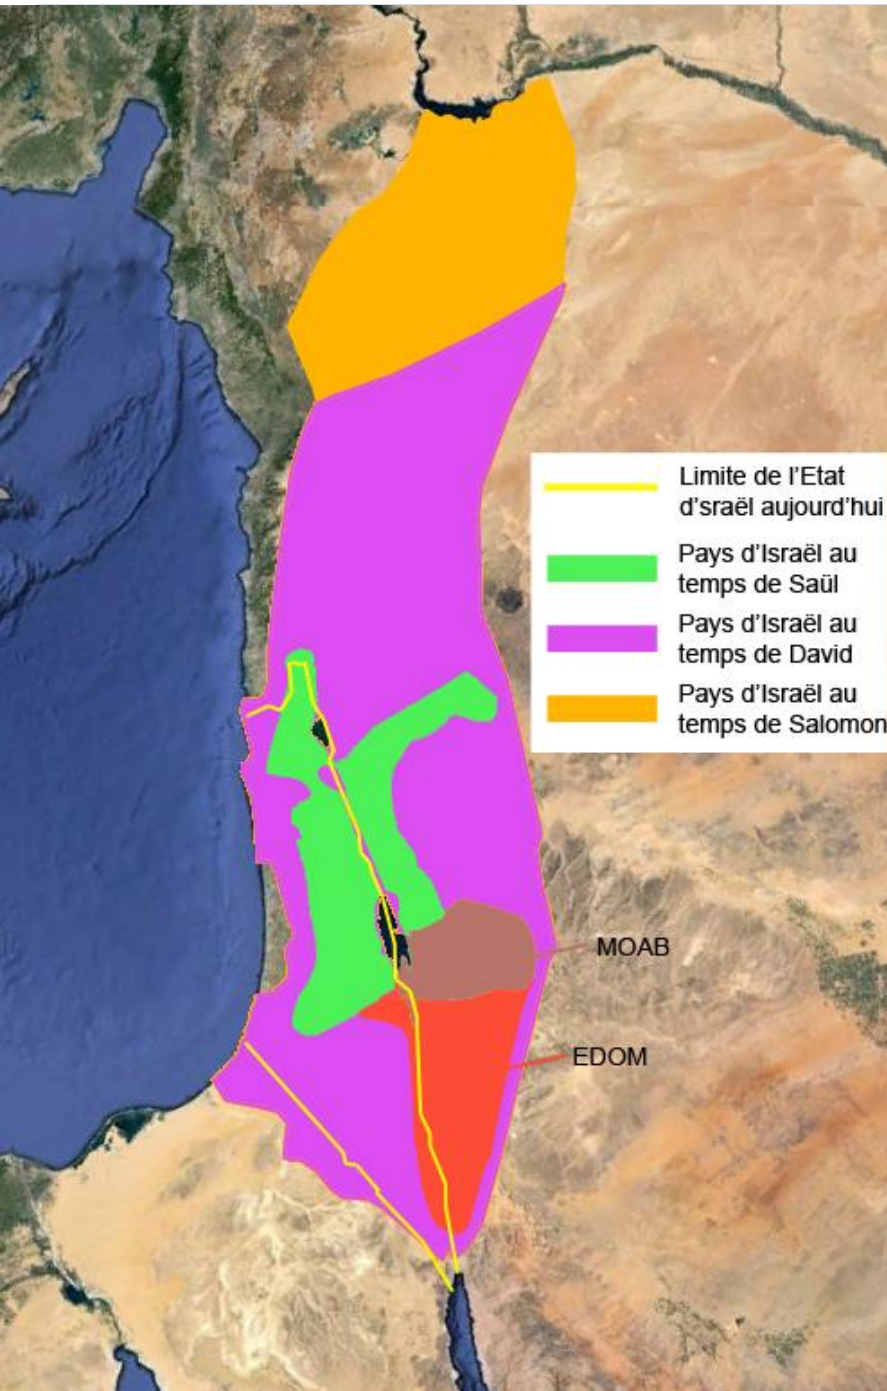 Limite de l'Etat
d'sraël aujourd'hui
Pays d'Israël au
temps de Saül
Pays d'Israël au
temps de David
Pays d'Israël au
temps de Salomon
MOAB
EDOM